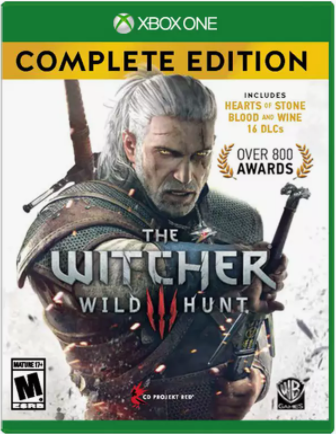 XBOX ONE
COMPLETE EDITION
INCLUDES
HEARTS OF STONE
BLOOD AND WINE
16 DLCs
OVER 800
AWARDS
THE
WITCHER
WILD III HUNT
MATURE 17+
M
ESRB
CD PROJEKT RED®
WB
GAMES